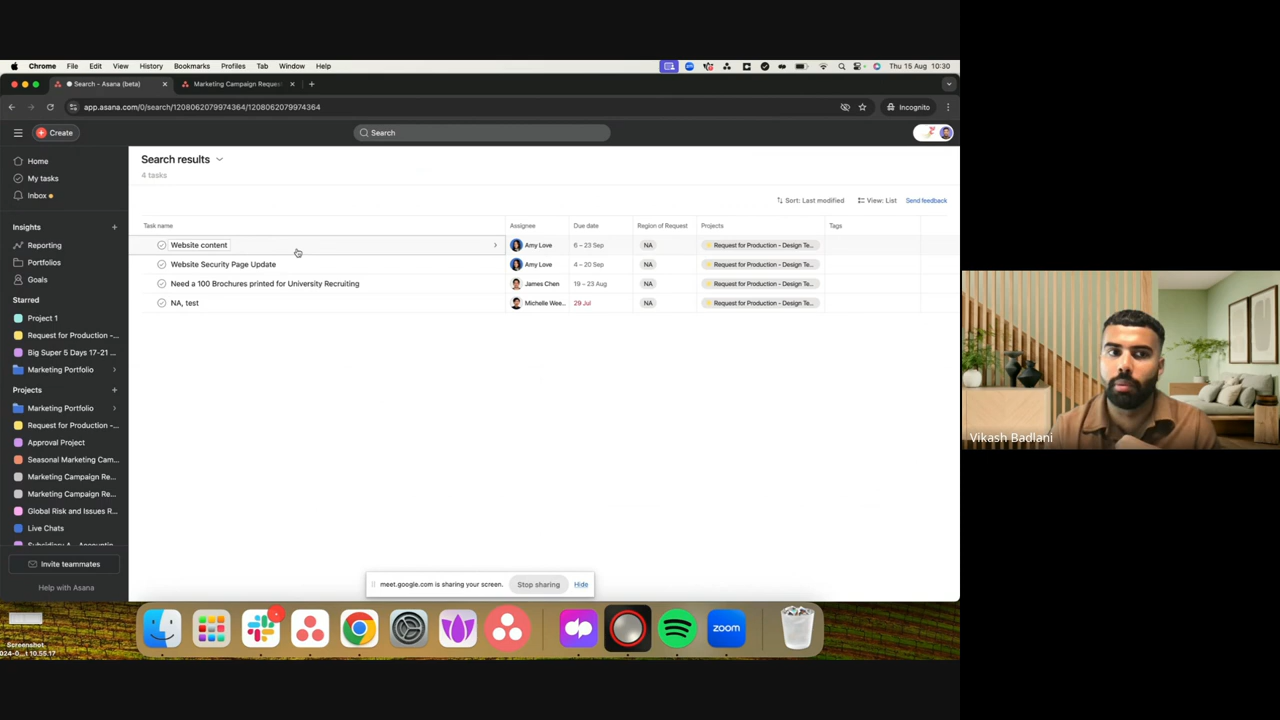 Chrome File Edit View History Bookmarks Profiles Tab Window Help Thu 15 Aug 10:30
Search - Asana (beta) Marketing Campaign Reques
app.asana.com/0/search/1208062079974364/1208062079974364 Incognito
Create Search
Home
My tasks
Inbox
Insights
Reporting
Portfolios
Goals
Starred
Project 1
Request for Production -...
Big Super 5 Days 17-21 ...
Marketing Portfolio
Projects
Marketing Portfolio
Request for Production -...
Approval Project
Seasonal Marketing Cam...
Marketing Campaign Re...
Marketing Campaign Re...
Global Risk and Issues R...
Live Chats
Subsidiary A - Accountin
Invite teammates
Help with Asana
Search results
4 tasks
Sort: Last modified View: List Send feedback
Task name Assignee Due date Region of Request Projects Tags
Website content Amy Love 6 – 23 Sep NA Request for Production - Design Te...
Website Security Page Update Amy Love 4 – 20 Sep NA Request for Production - Design Te...
Need a 100 Brochures printed for University Recruiting James Chen 19 – 23 Aug NA Request for Production - Design Te...
NA, test Michelle Wee... 29 Jul NA Request for Production - Design Te...
meet.google.com is sharing your screen. Stop sharing Hide
zoom
Screenshot
2024-0...t 10.55.17
Vikash Badlani